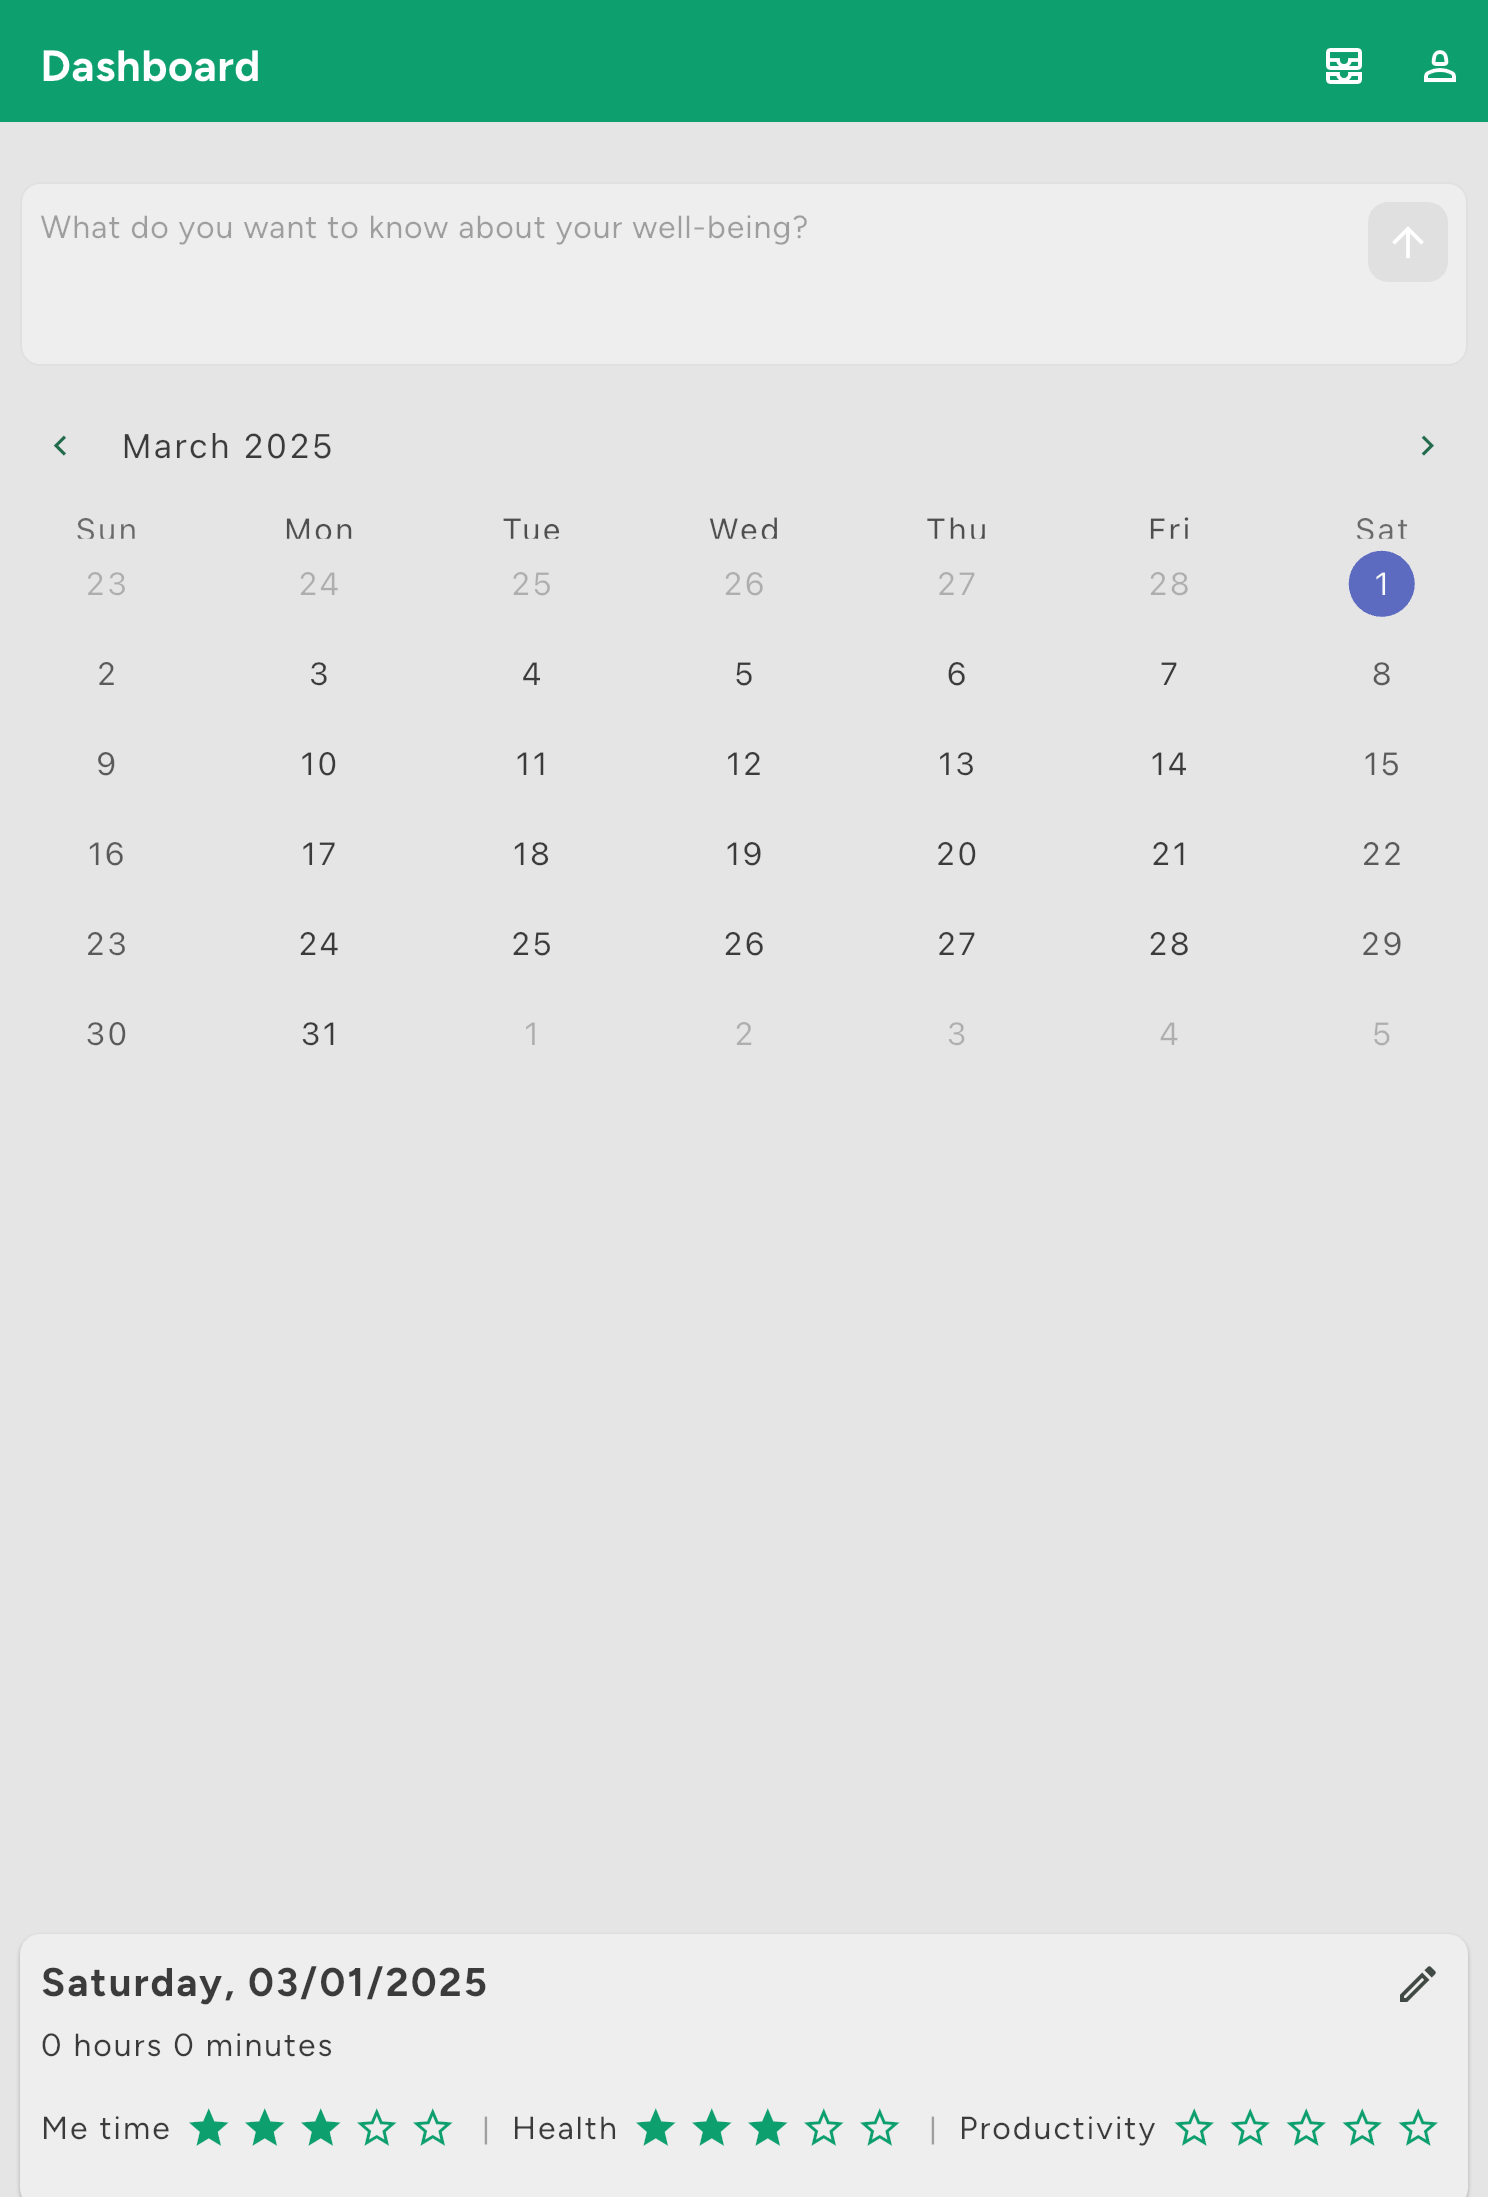 Dashboard
What do you want to know about your well-being?
March 2025
Sun Mon Tue Wed Thu Fri Sat
23 24 25 26 27 28 1
2 3 4 5 6 7 8
9 10 11 12 13 14 15
16 17 18 19 20 21 22
23 24 25 26 27 28 29
30 31 1 2 3 4 5
Saturday, 03/01/2025
0 hours 0 minutes
Me time | Health | Productivity